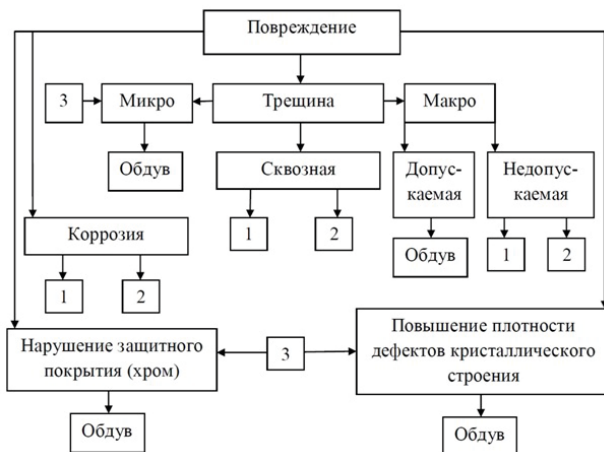 Повреждение
3
Микро
Трещина
Макро
Обдув
Сквозная
Допус-
каемая
Недопус-
каемая
1
2
Обдув
1
2
Коррозия
1
2
Нарушение защитного
покрытия (хром)
3
Повышение плотности
дефектов кристаллического
строения
Обдув
Обдув